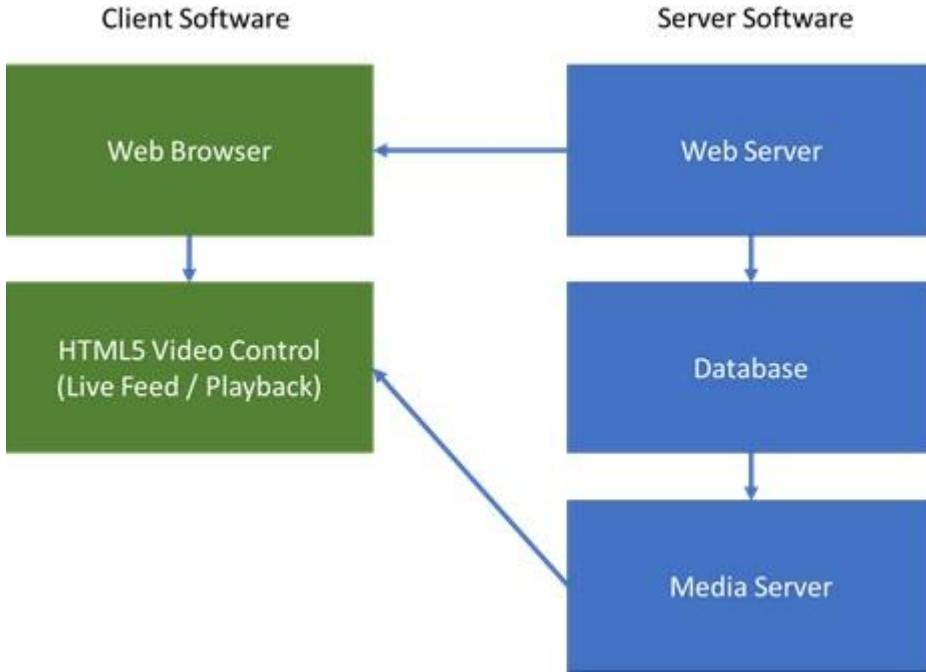 Client Software
Server Software
Web Browser
Web Server
HTML5 Video Control
(Live Feed / Playback)
Database
Media Server